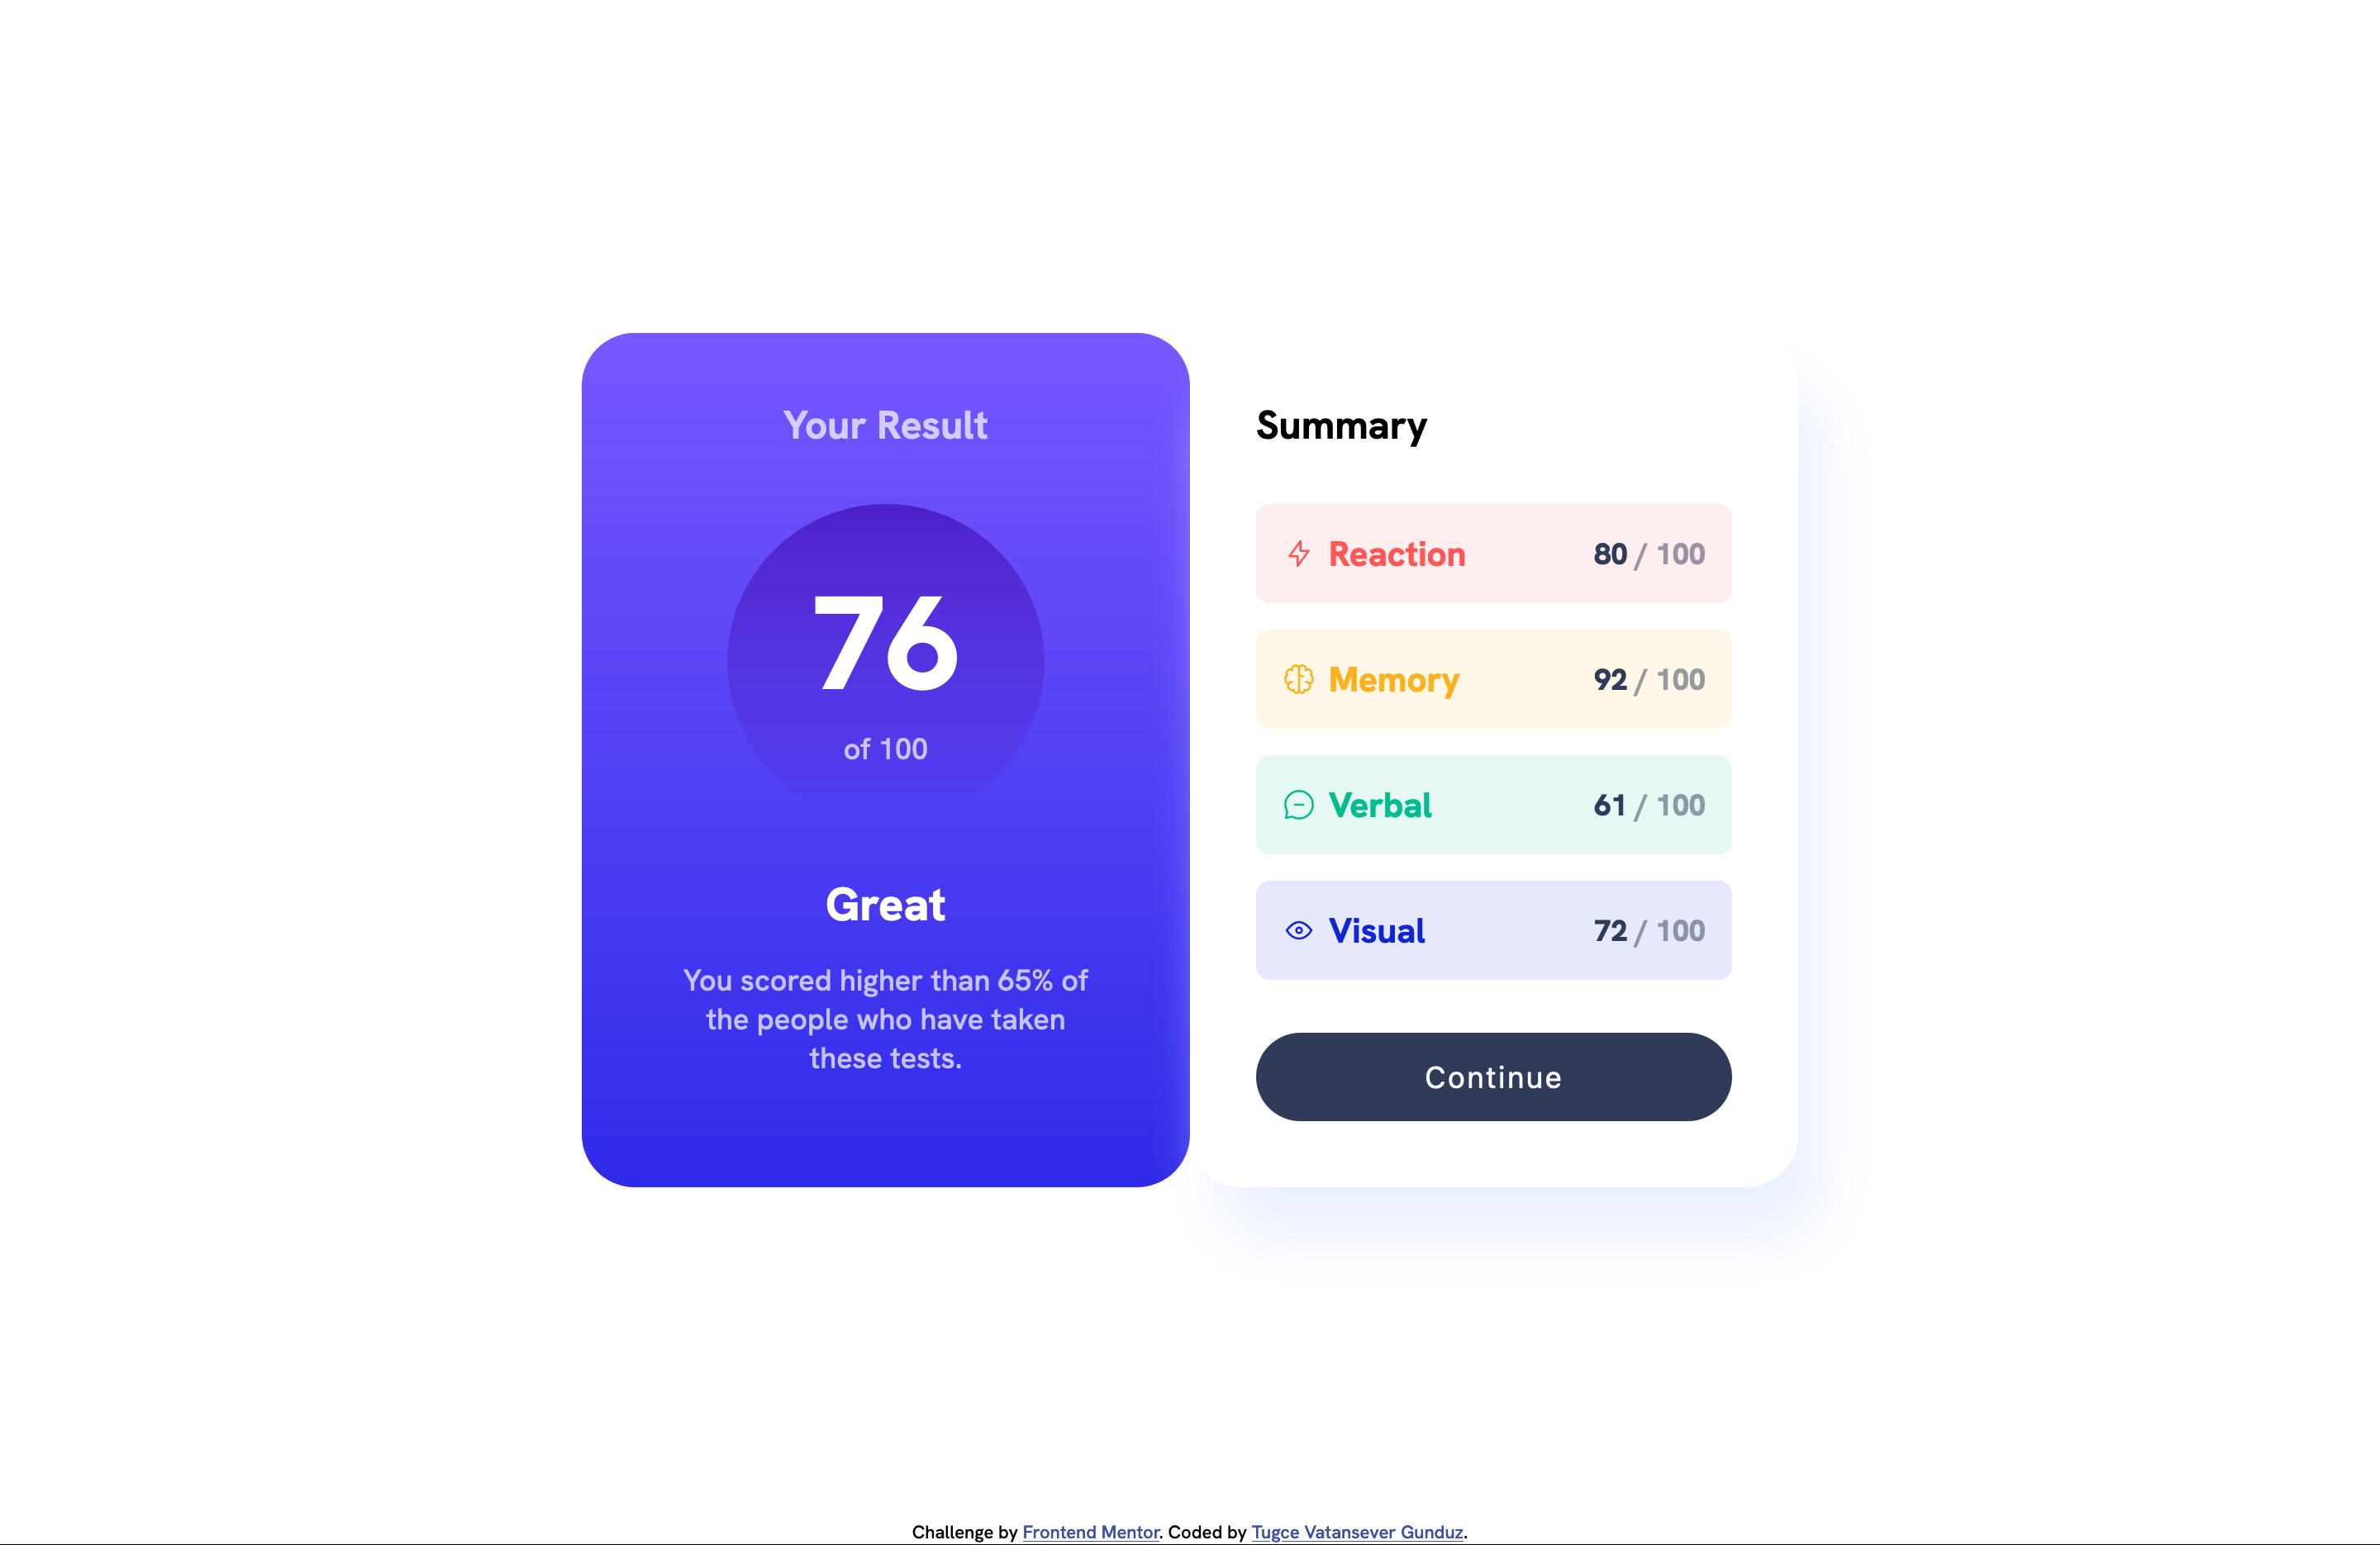 Your Result
76
of 100
Great
You scored higher than 65% of
the people who have taken
these tests.
Summary
Reaction 80 / 100
Memory 92 / 100
Verbal 61 / 100
Visual 72 / 100
Continue
Challenge by Frontend Mentor. Coded by Tugce Vatansever Gunduz.